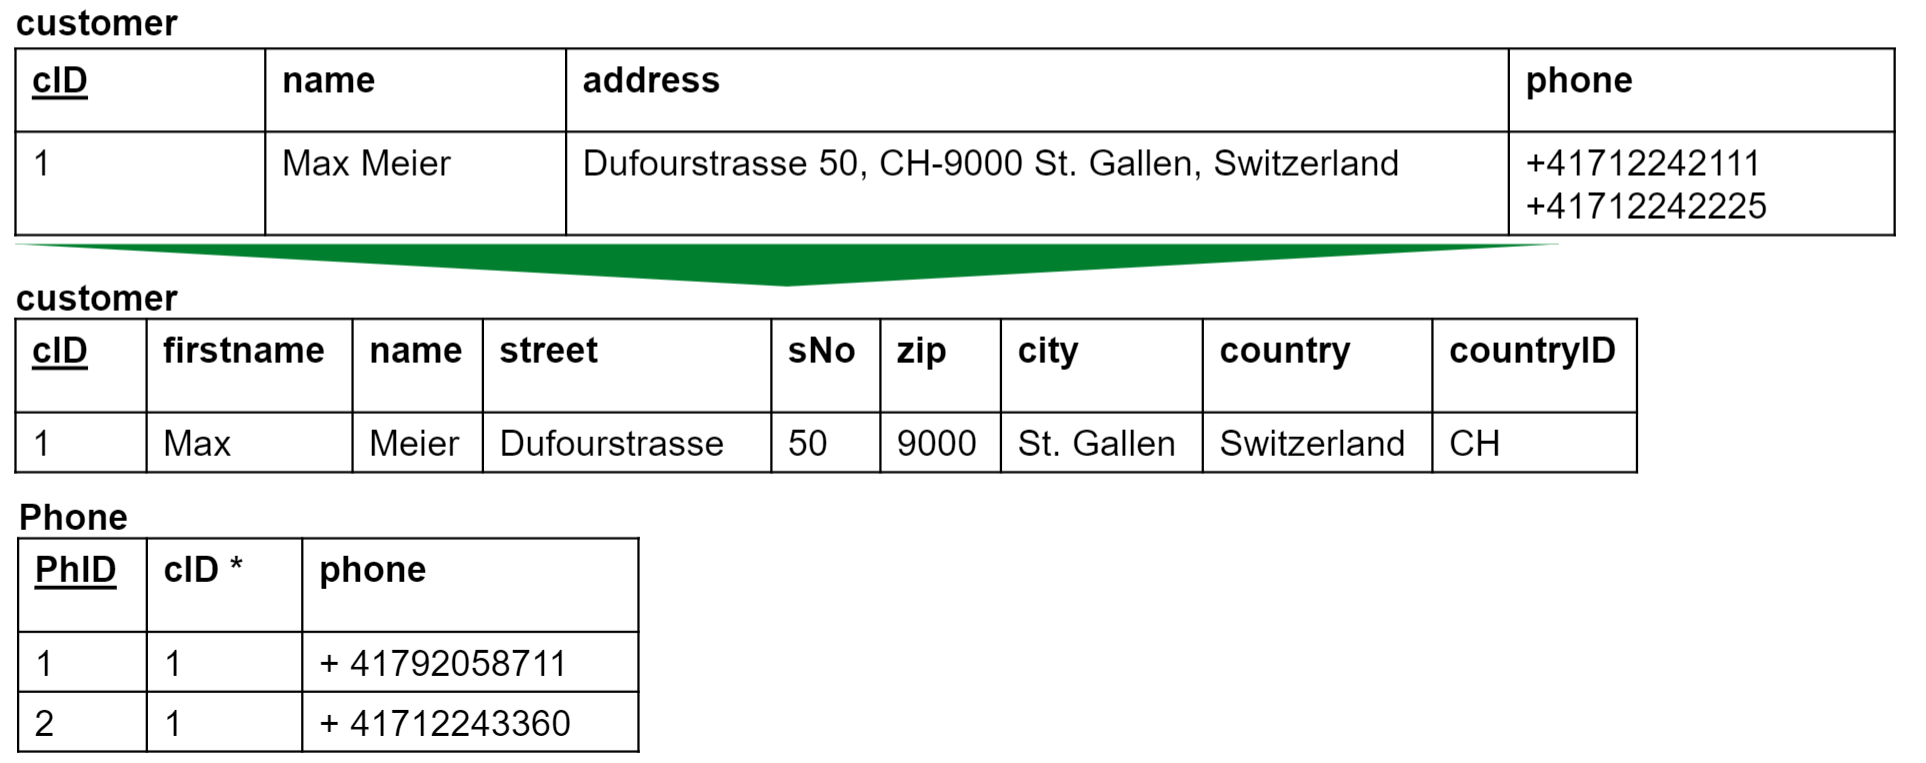 customer
cID name address phone
1 Max Meier Dufourstrasse 50, CH-9000 St. Gallen, Switzerland +41712242111
+41712242225
customer
cID firstname name street sNo zip city country countryID
1 Max Meier Dufourstrasse 50 9000 St. Gallen Switzerland CH
Phone
PhID cID * phone
1 1 + 41792058711
2 1 + 41712243360